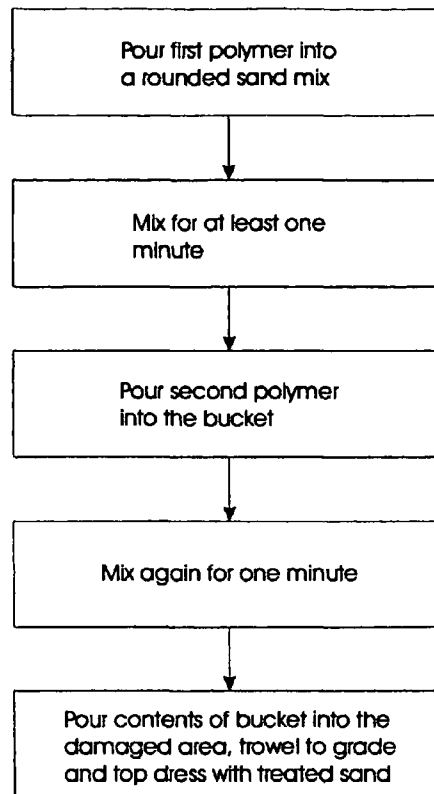 Pour first polymer into
a rounded sand mix
Mix for at least one
minute
Pour second polymer
into the bucket
Mix again for one minute
Pour contents of bucket into the
damaged area, trowel to grade
and top dress with treated sand